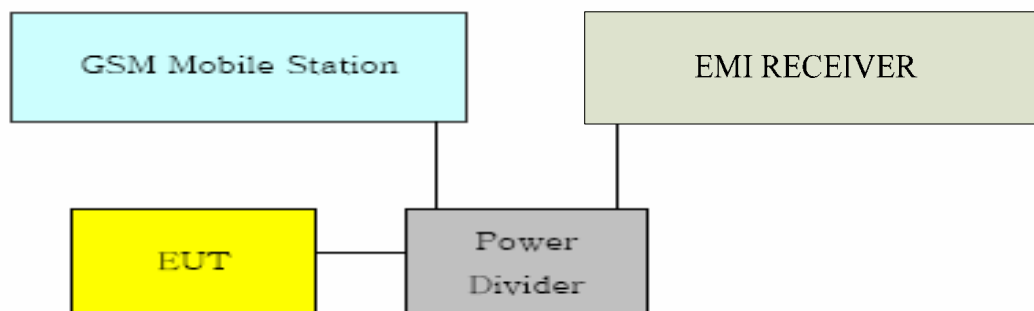 GSM Mobile Station
EMI RECEIVER
EUT
Power
Divider